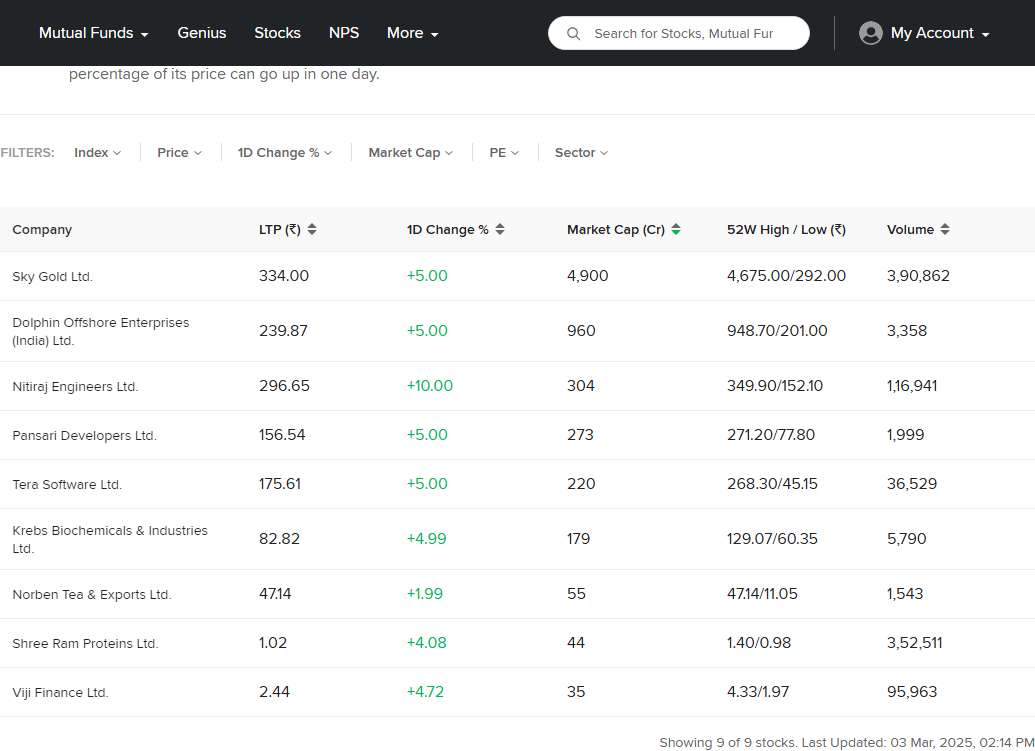 Mutual Funds Genius Stocks NPS More Search for Stocks, Mutual Fur My Account
percentage of its price can go up in one day.
FILTERS: Index Price 1D Change % Market Cap PE Sector
Company LTP (₹) 1D Change % Market Cap (Cr) 52W High / Low (₹) Volume
Sky Gold Ltd. 334.00 +5.00 4,900 4,675.00/292.00 3,90,862
Dolphin Offshore Enterprises
(India) Ltd. 239.87 +5.00 960 948.70/201.00 3,358
Nitiraj Engineers Ltd. 296.65 +10.00 304 349.90/152.10 1,16,941
Pansari Developers Ltd. 156.54 +5.00 273 271.20/77.80 1,999
Tera Software Ltd. 175.61 +5.00 220 268.30/45.15 36,529
Krebs Biochemicals & Industries
Ltd. 82.82 +4.99 179 129.07/60.35 5,790
Norben Tea & Exports Ltd. 47.14 +1.99 55 47.14/11.05 1,543
Shree Ram Proteins Ltd. 1.02 +4.08 44 1.40/0.98 3,52,511
Viji Finance Ltd. 2.44 +4.72 35 4.33/1.97 95,963
Showing 9 of 9 stocks. Last Updated: 03 Mar, 2025, 02:14 PM